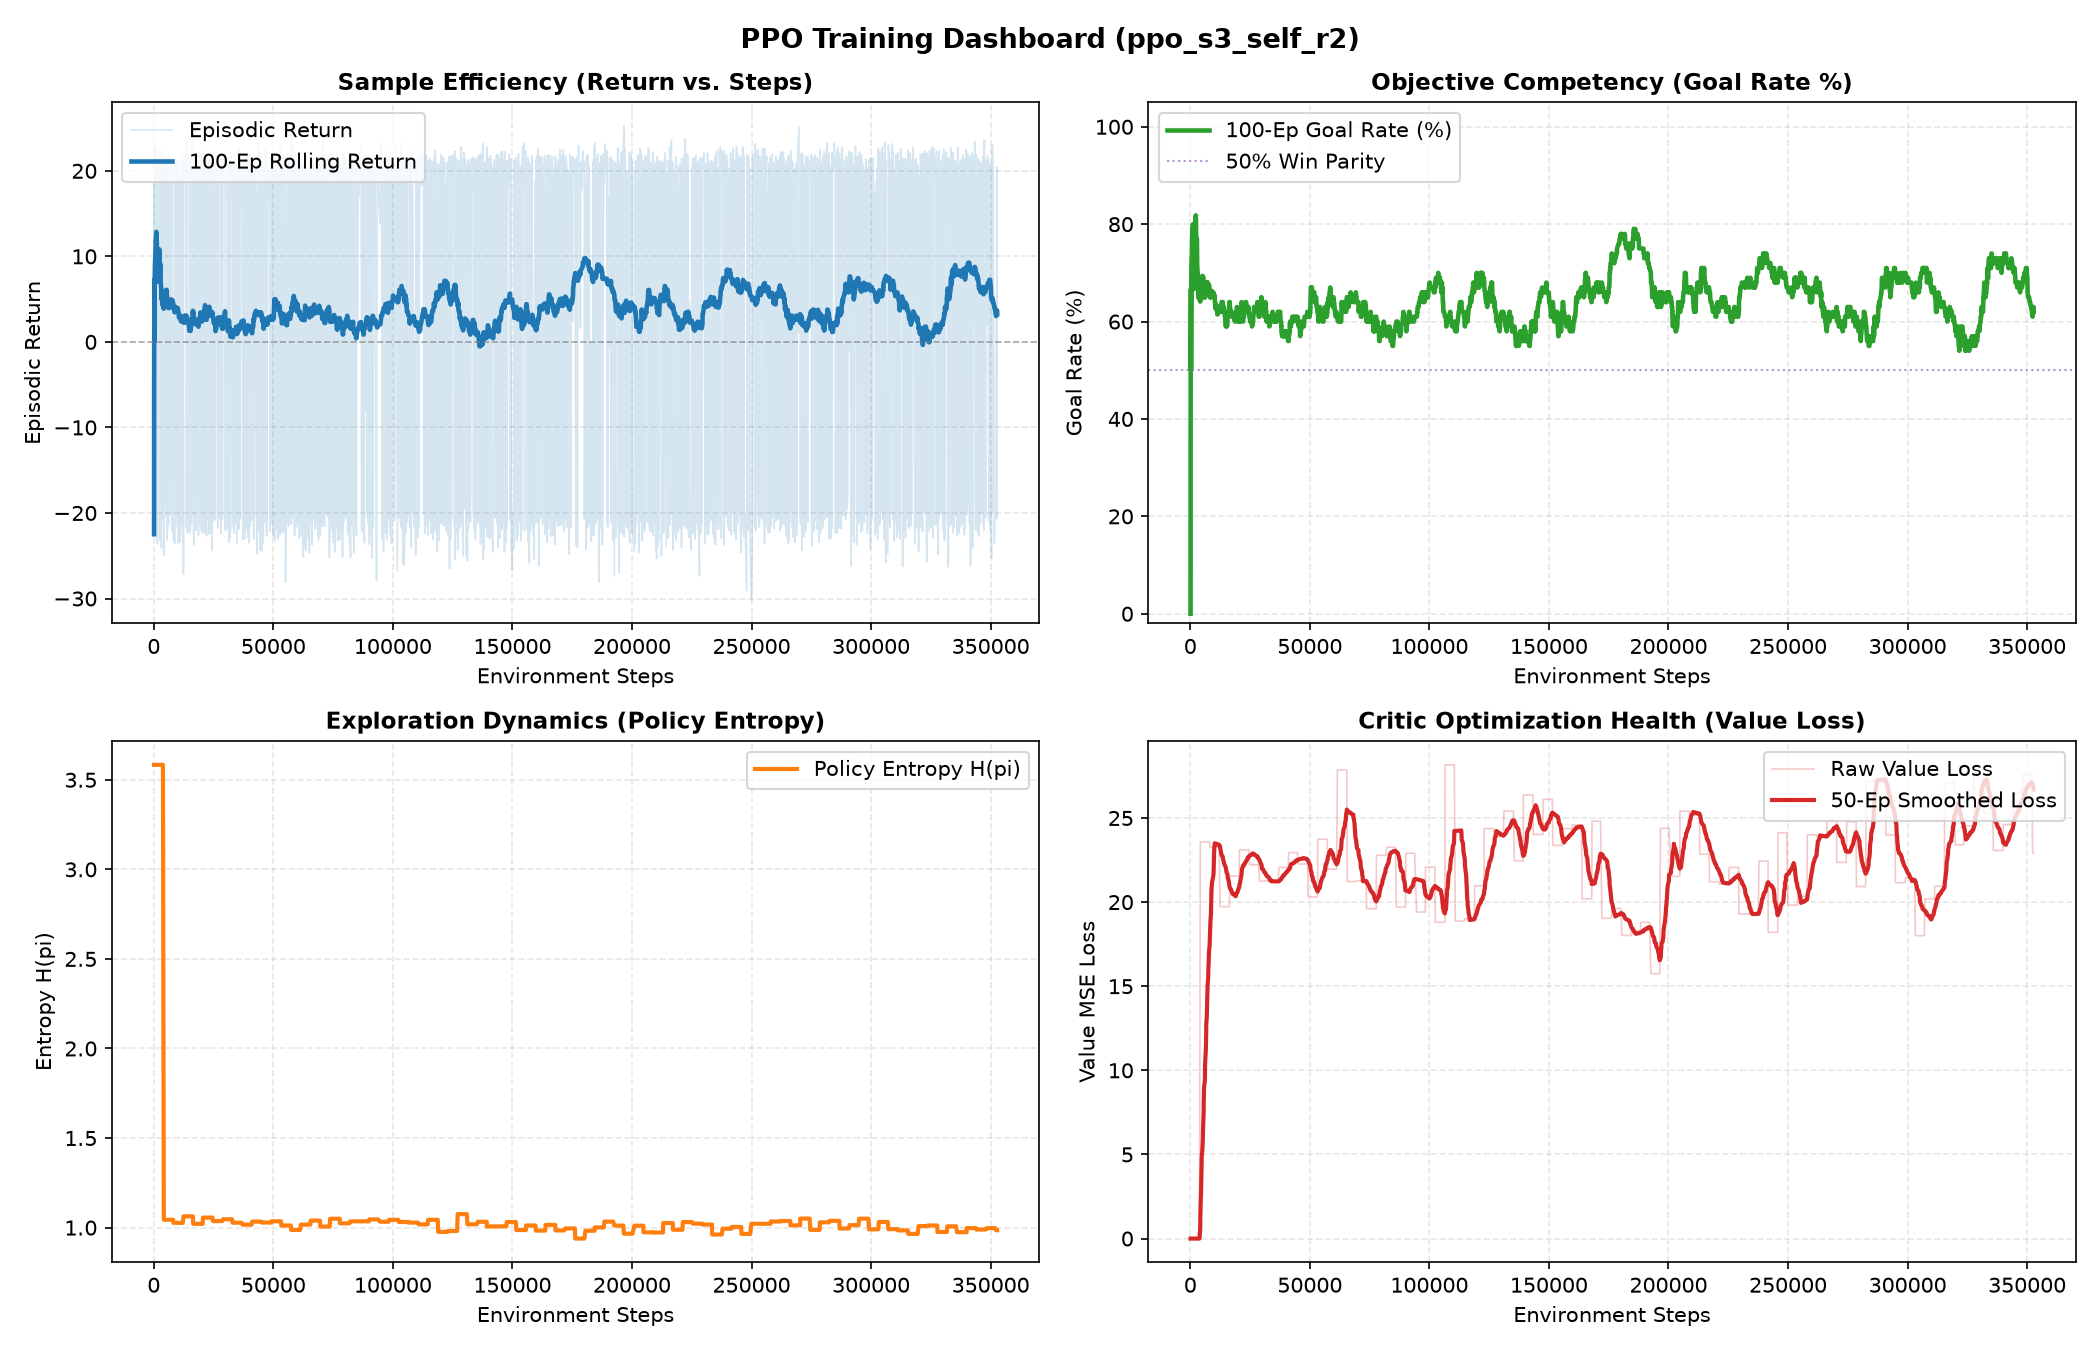 PPO Training Dashboard (ppo_s3_self_r2)
Sample Efficiency (Return vs. Steps)
Episodic Return
100-Ep Rolling Return
20
10
0
−10
−20
−30
Episodic Return
0 50000 100000 150000 200000 250000 300000 350000
Environment Steps
Objective Competency (Goal Rate %)
100-Ep Goal Rate (%)
50% Win Parity
100
80
60
40
20
0
Goal Rate (%)
0 50000 100000 150000 200000 250000 300000 350000
Environment Steps
Exploration Dynamics (Policy Entropy)
Policy Entropy H(pi)
3.5
3.0
2.5
2.0
1.5
1.0
Entropy H(pi)
0 50000 100000 150000 200000 250000 300000 350000
Environment Steps
Critic Optimization Health (Value Loss)
Raw Value Loss
50-Ep Smoothed Loss
25
20
15
10
5
0
Value MSE Loss
0 50000 100000 150000 200000 250000 300000 350000
Environment Steps